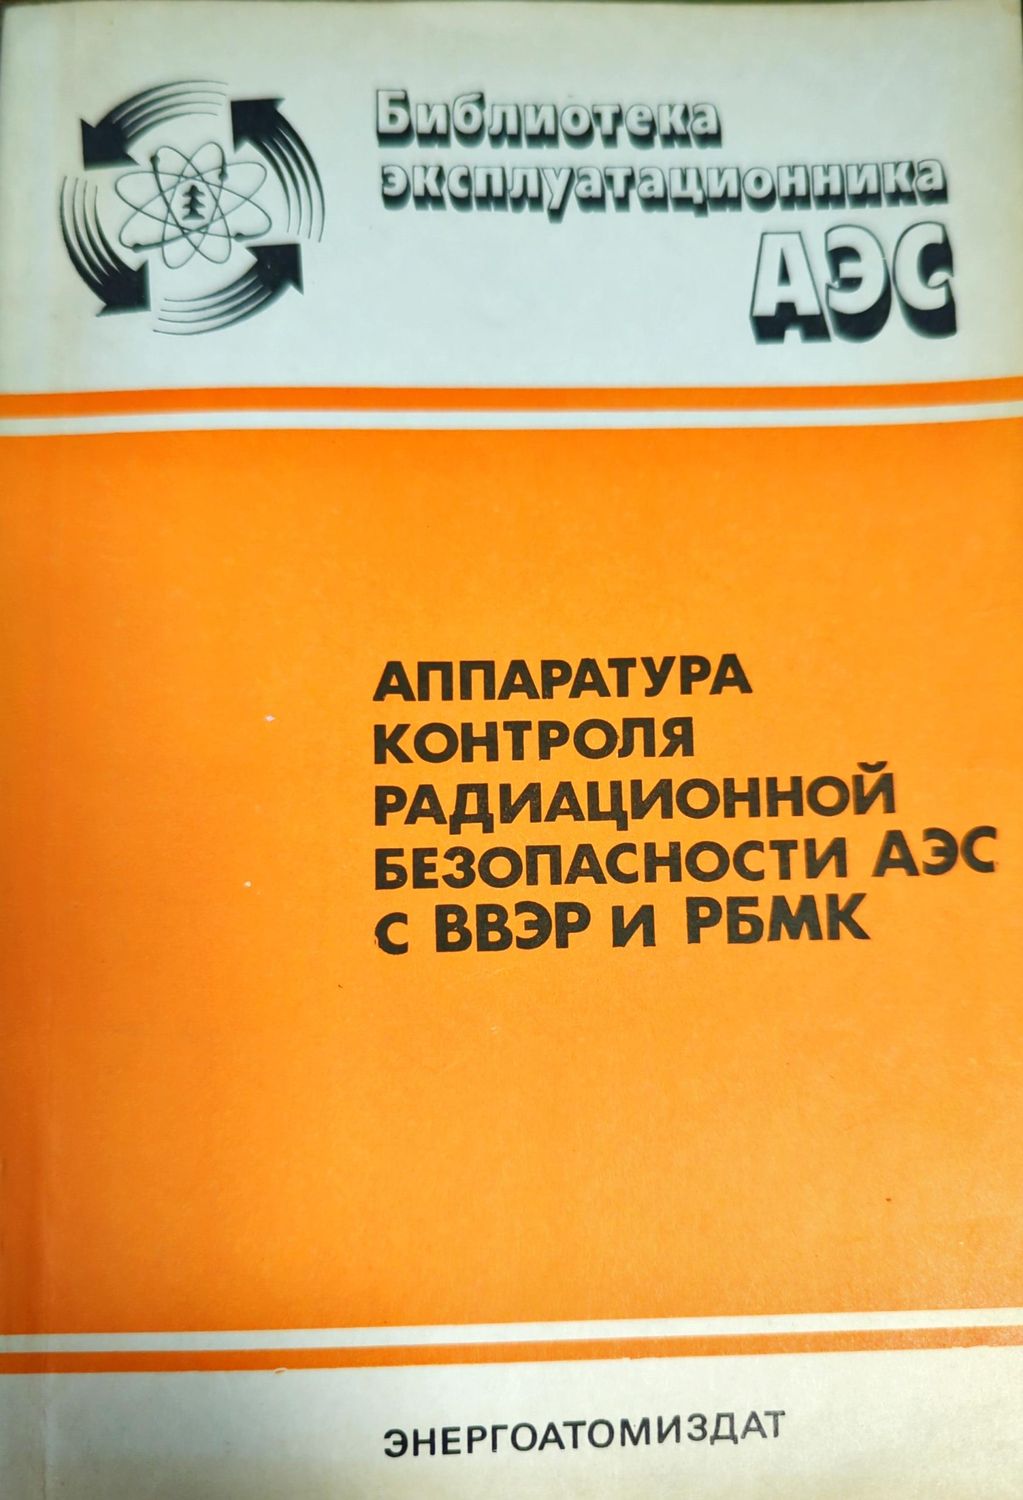 Библиотека
эксплуатационника
АЭС
АППАРАТУРА
КОНТРОЛЯ
РАДИАЦИОННОЙ
БЕЗОПАСНОСТИ АЭС
С ВВЭР И РБМК
ЭНЕРГОАТОМИЗДАТ